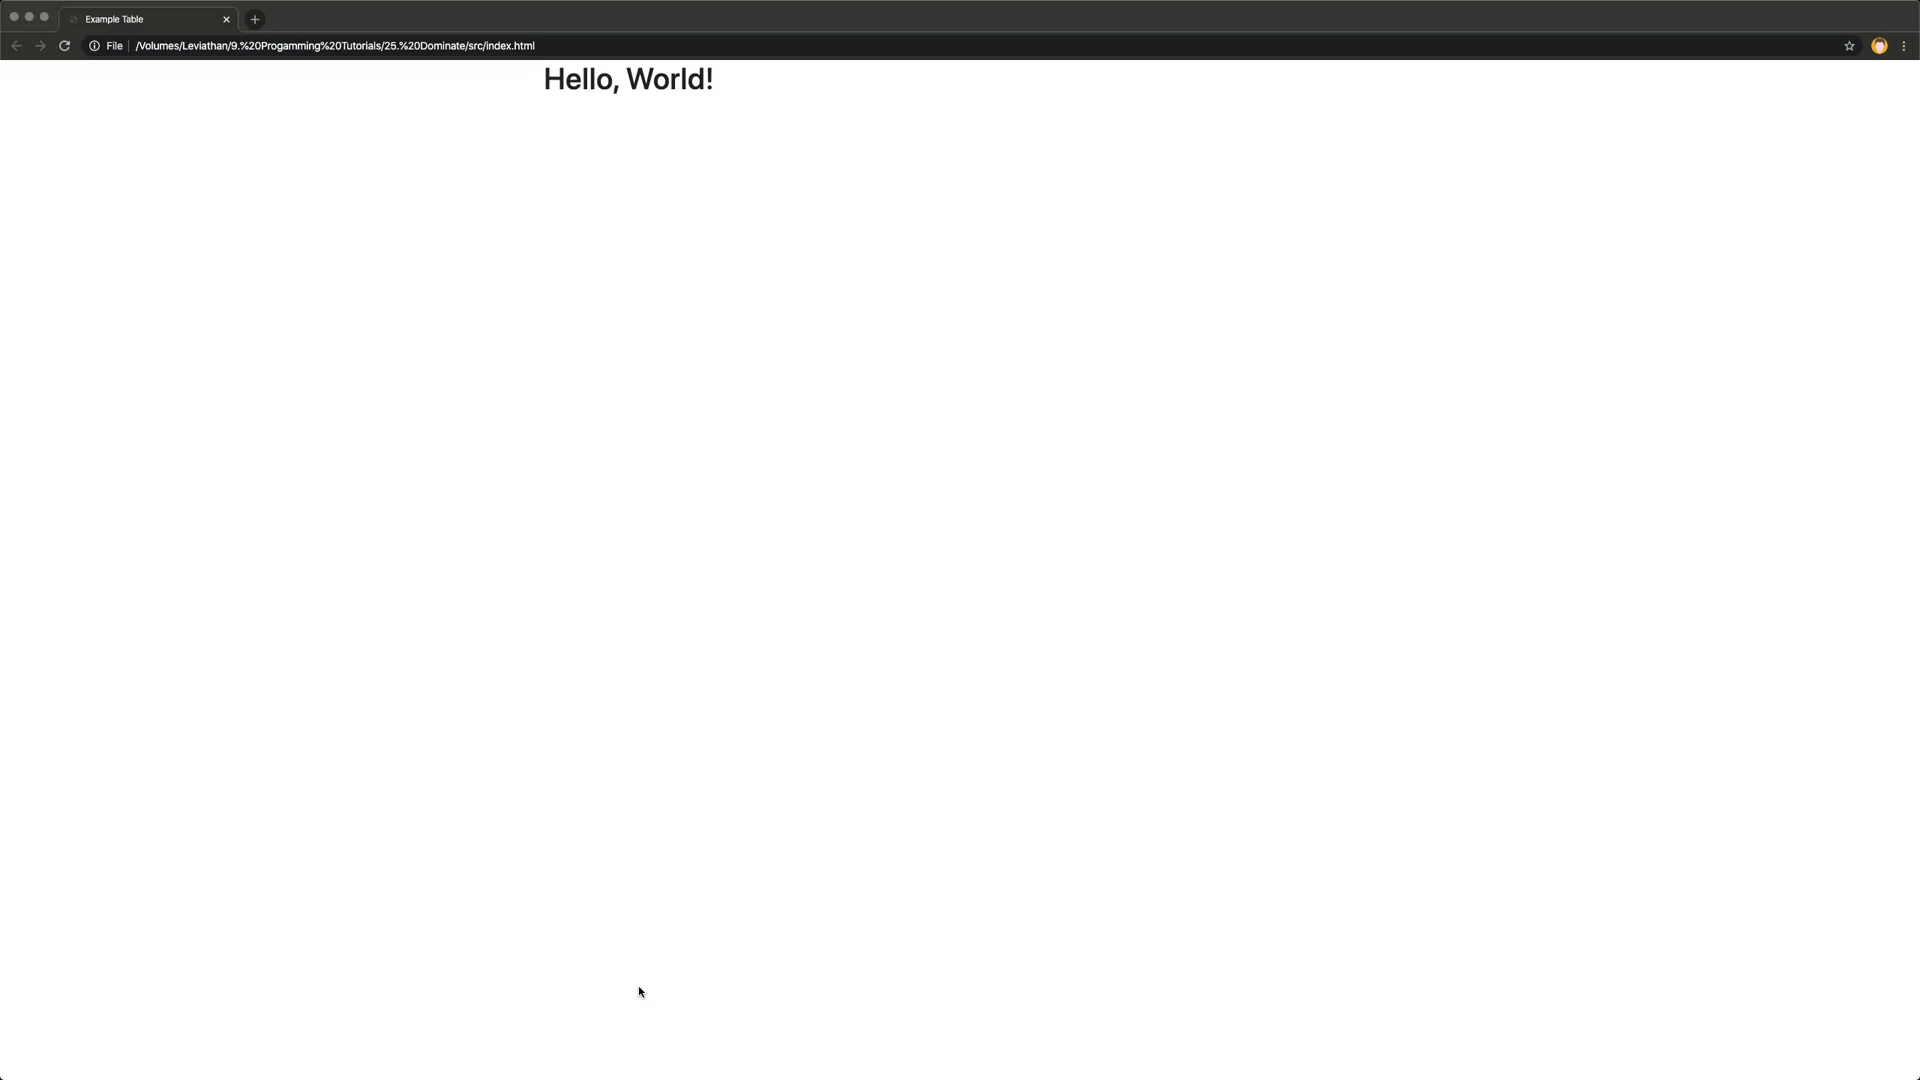 Example Table
File /Volumes/Leviathan/9.%20Progamming%20Tutorials/25.%20Dominate/src/index.html
Hello, World!